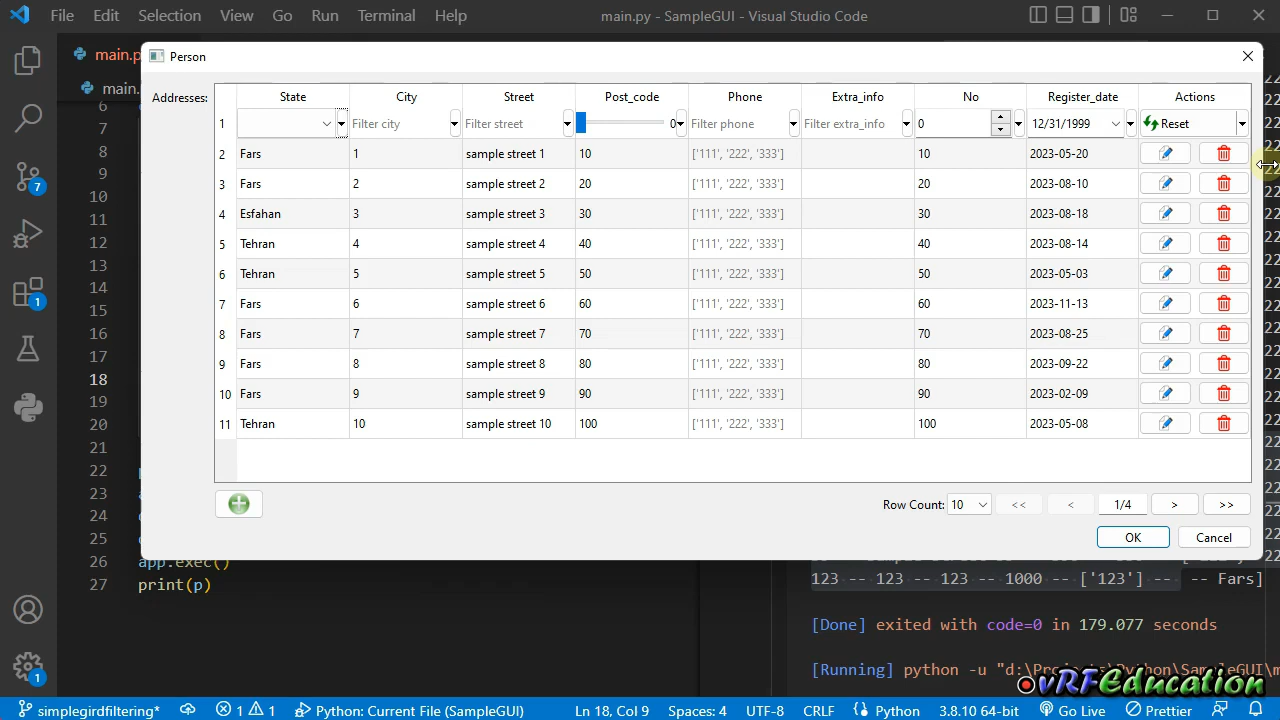 File Edit Selection View Go Run Terminal Help main.py - SampleGUI - Visual Studio Code
main.p
main.
Person
Addresses:
State City Street Post_code Phone Extra_info No Register_date Actions
1 Filter city Filter street 0 Filter phone Filter extra_info 0 12/31/1999 Reset
2 Fars 1 sample street 1 10 ['111', '222', '333'] 10 2023-05-20
3 Fars 2 sample street 2 20 ['111', '222', '333'] 20 2023-08-10
4 Esfahan 3 sample street 3 30 ['111', '222', '333'] 30 2023-08-18
5 Tehran 4 sample street 4 40 ['111', '222', '333'] 40 2023-08-14
6 Tehran 5 sample street 5 50 ['111', '222', '333'] 50 2023-05-03
7 Fars 6 sample street 6 60 ['111', '222', '333'] 60 2023-11-13
8 Fars 7 sample street 7 70 ['111', '222', '333'] 70 2023-08-25
9 Fars 8 sample street 8 80 ['111', '222', '333'] 80 2023-09-22
10 Fars 9 sample street 9 90 ['111', '222', '333'] 90 2023-02-09
11 Tehran 10 sample street 10 100 ['111', '222', '333'] 100 2023-05-08
Row Count: 10 << < 1/4 > >>
OK Cancel
6
7
8
9
10
11
12
13
14
15
16
17
18
19
20
21
22
23
24
25
26 app.exec()
27 print(p)
123 -- 123 -- 123 -- 1000 -- ['123'] -- -- Fars]
[Done] exited with code=0 in 179.077 seconds
[Running] python -u "d:\Projects\Python\SampleGUI\m
vRFEducation
7
1
1
simplegirdfiltering* 1 1 Python: Current File (SampleGUI) Ln 18, Col 9 Spaces: 4 UTF-8 CRLF Python 3.8.10 64-bit Go Live Prettier